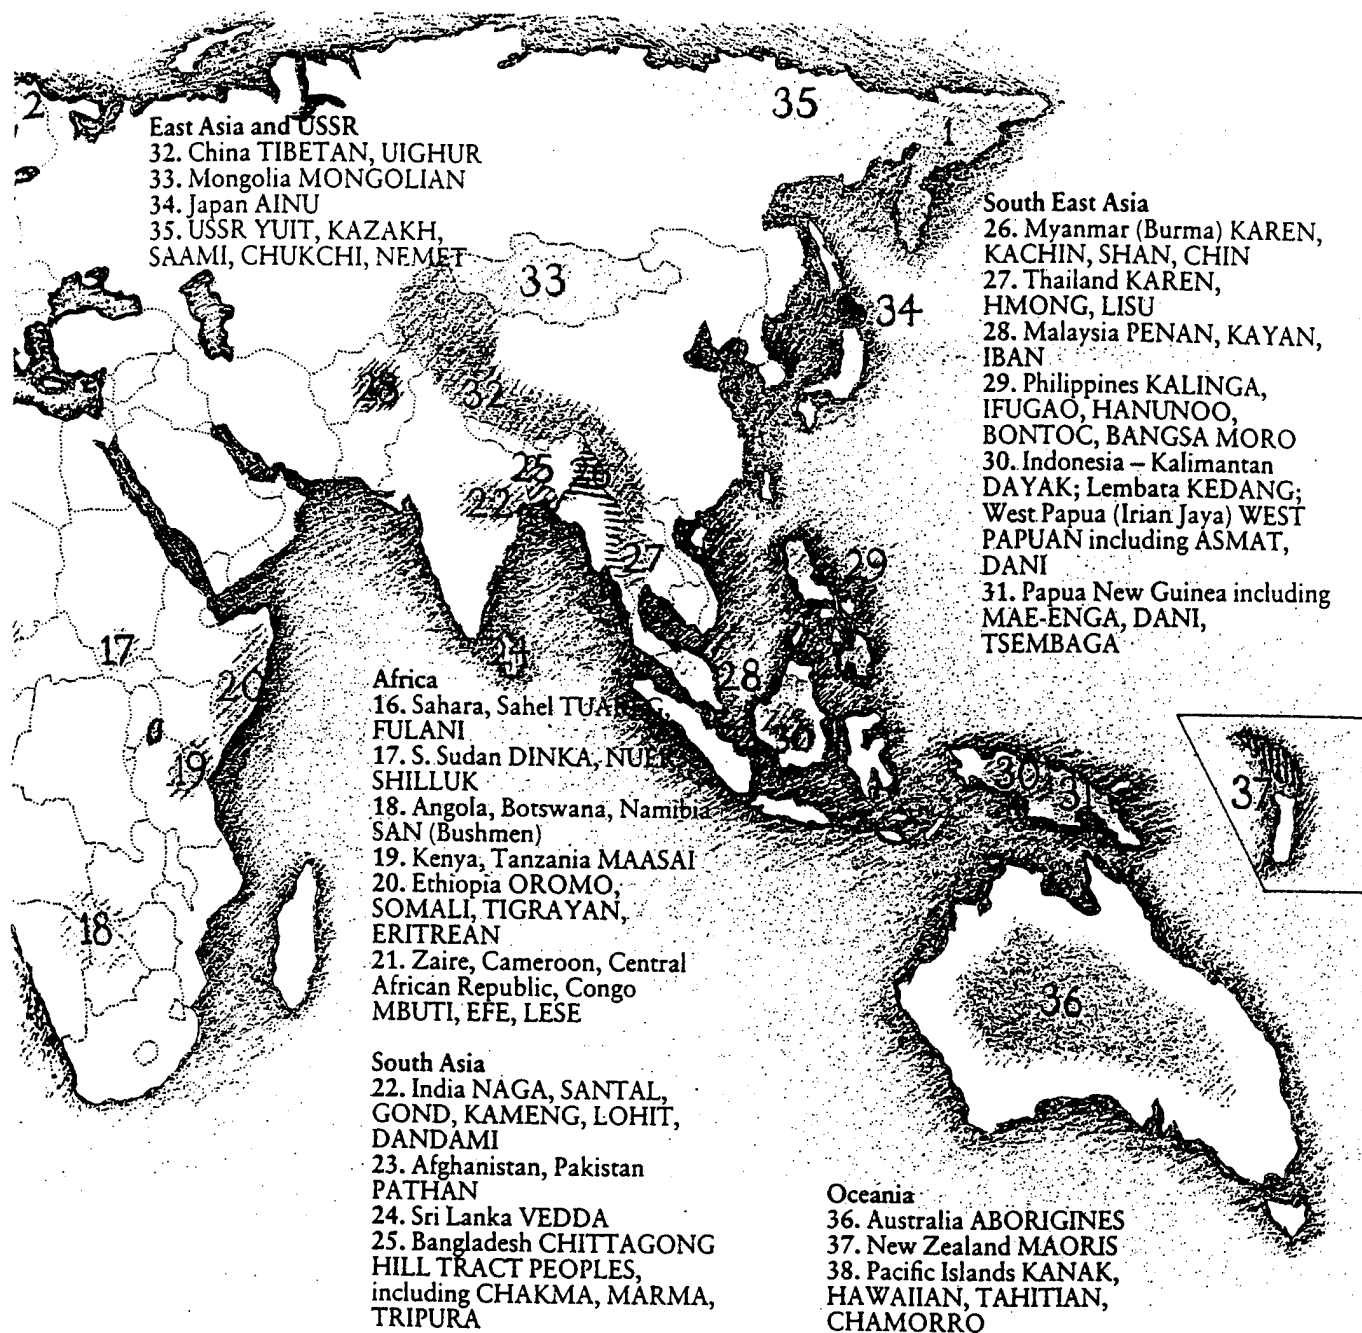 2
35
1
East Asia and USSR
32. China TIBETAN, UIGHUR
33. Mongolia MONGOLIAN
34. Japan AINU
35. USSR YUIT, KAZAKH,
SAAMI, CHUKCHI, NEMET
South East Asia
26. Myanmar (Burma) KAREN,
KACHIN, SHAN, CHIN
27. Thailand KAREN,
HMONG, LISU
28. Malaysia PENAN, KAYAN,
IBAN
29. Philippines KALINGA,
IFUGAO, HANUNOO,
BONTOC, BANGSA MORO
30. Indonesia – Kalimantan
DAYAK; Lembata KEDANG;
West Papua (Irian Jaya) WEST
PAPUAN including ASMAT,
DANI
31. Papua New Guinea including
MAE-ENGA, DANI,
TSEMBAGA
33
34
23
32
25
26
22
27
29
17
24
20
28
19
30
30
31
37
18
36
Africa
16. Sahara, Sahel TUAREG,
FULANI
17. S. Sudan DINKA, NUER,
SHILLUK
18. Angola, Botswana, Namibia
SAN (Bushmen)
19. Kenya, Tanzania MAASAI
20. Ethiopia OROMO,
SOMALI, TIGRAYAN,
ERITREAN
21. Zaire, Cameroon, Central
African Republic, Congo
MBUTI, EFE, LESE
South Asia
22. India NAGA, SANTAL,
GOND, KAMENG, LOHIT,
DANDAMI
23. Afghanistan, Pakistan
PATHAN
24. Sri Lanka VEDDA
25. Bangladesh CHITTAGONG
HILL TRACT PEOPLES,
including CHAKMA, MARMA,
TRIPURA
Oceania
36. Australia ABORIGINES
37. New Zealand MAORIS
38. Pacific Islands KANAK,
HAWAIIAN, TAHITIAN,
CHAMORRO